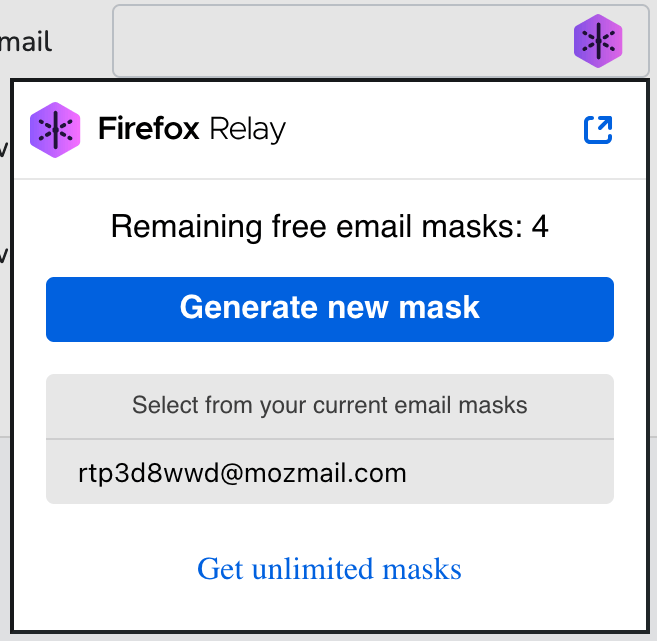 mail
Firefox Relay
Remaining free email masks: 4
Generate new mask
Select from your current email masks
rtp3d8wwd@mozmail.com
Get unlimited masks